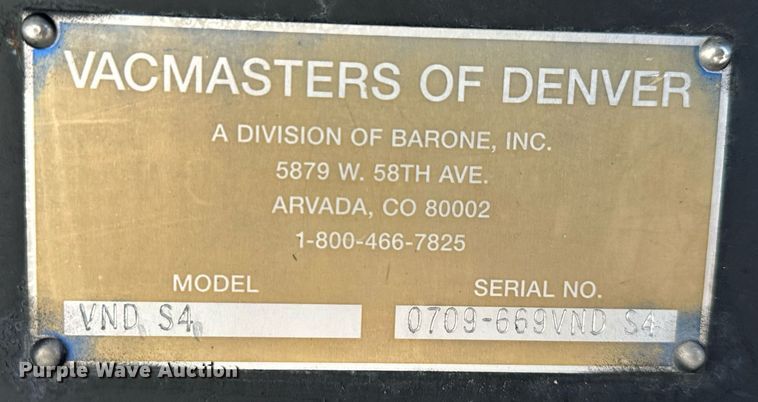 VACMASTERS OF DENVER
A DIVISION OF BARONE, INC.
5879 W. 58TH AVE.
ARVADA, CO 80002
1-800-466-7825
MODEL SERIAL NO.
VND S4 0709-669VND S4
Purple Wave Auction